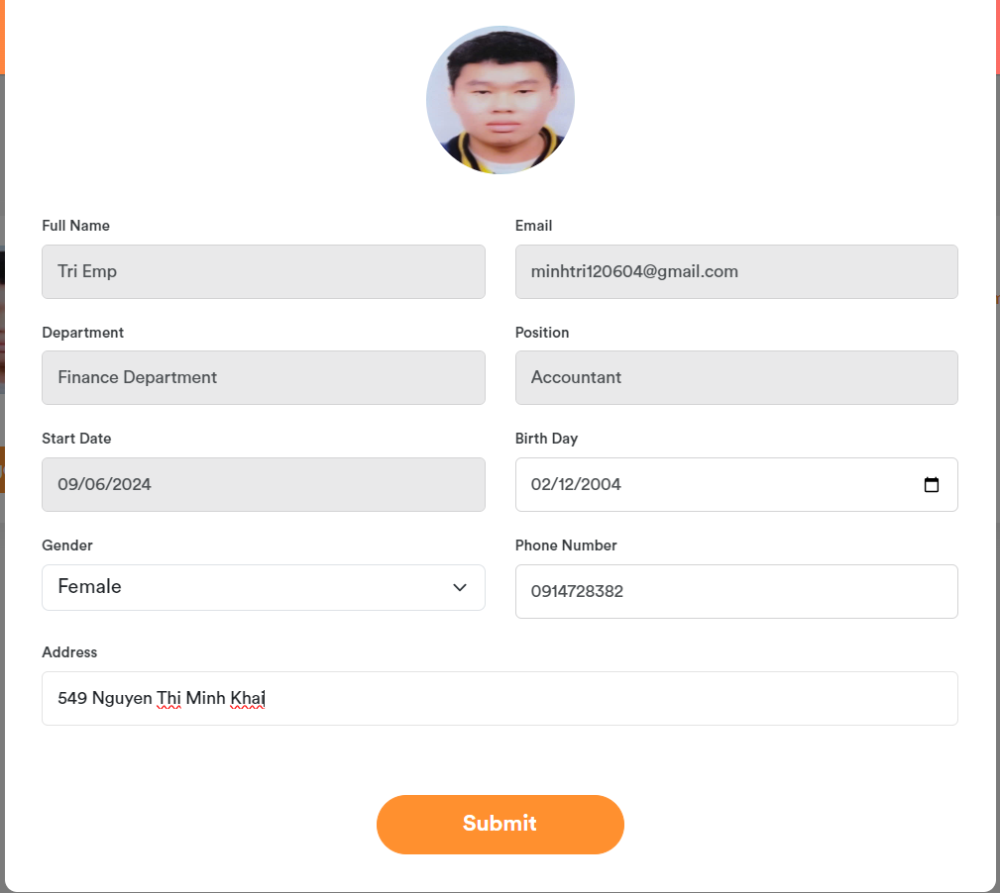 Full Name Email
Tri Emp minhtri120604@gmail.com
Department Position
Finance Department Accountant
Start Date Birth Day
09/06/2024 02/12/2004
Gender Phone Number
Female 0914728382
Address
549 Nguyen Thi Minh Khai
Submit